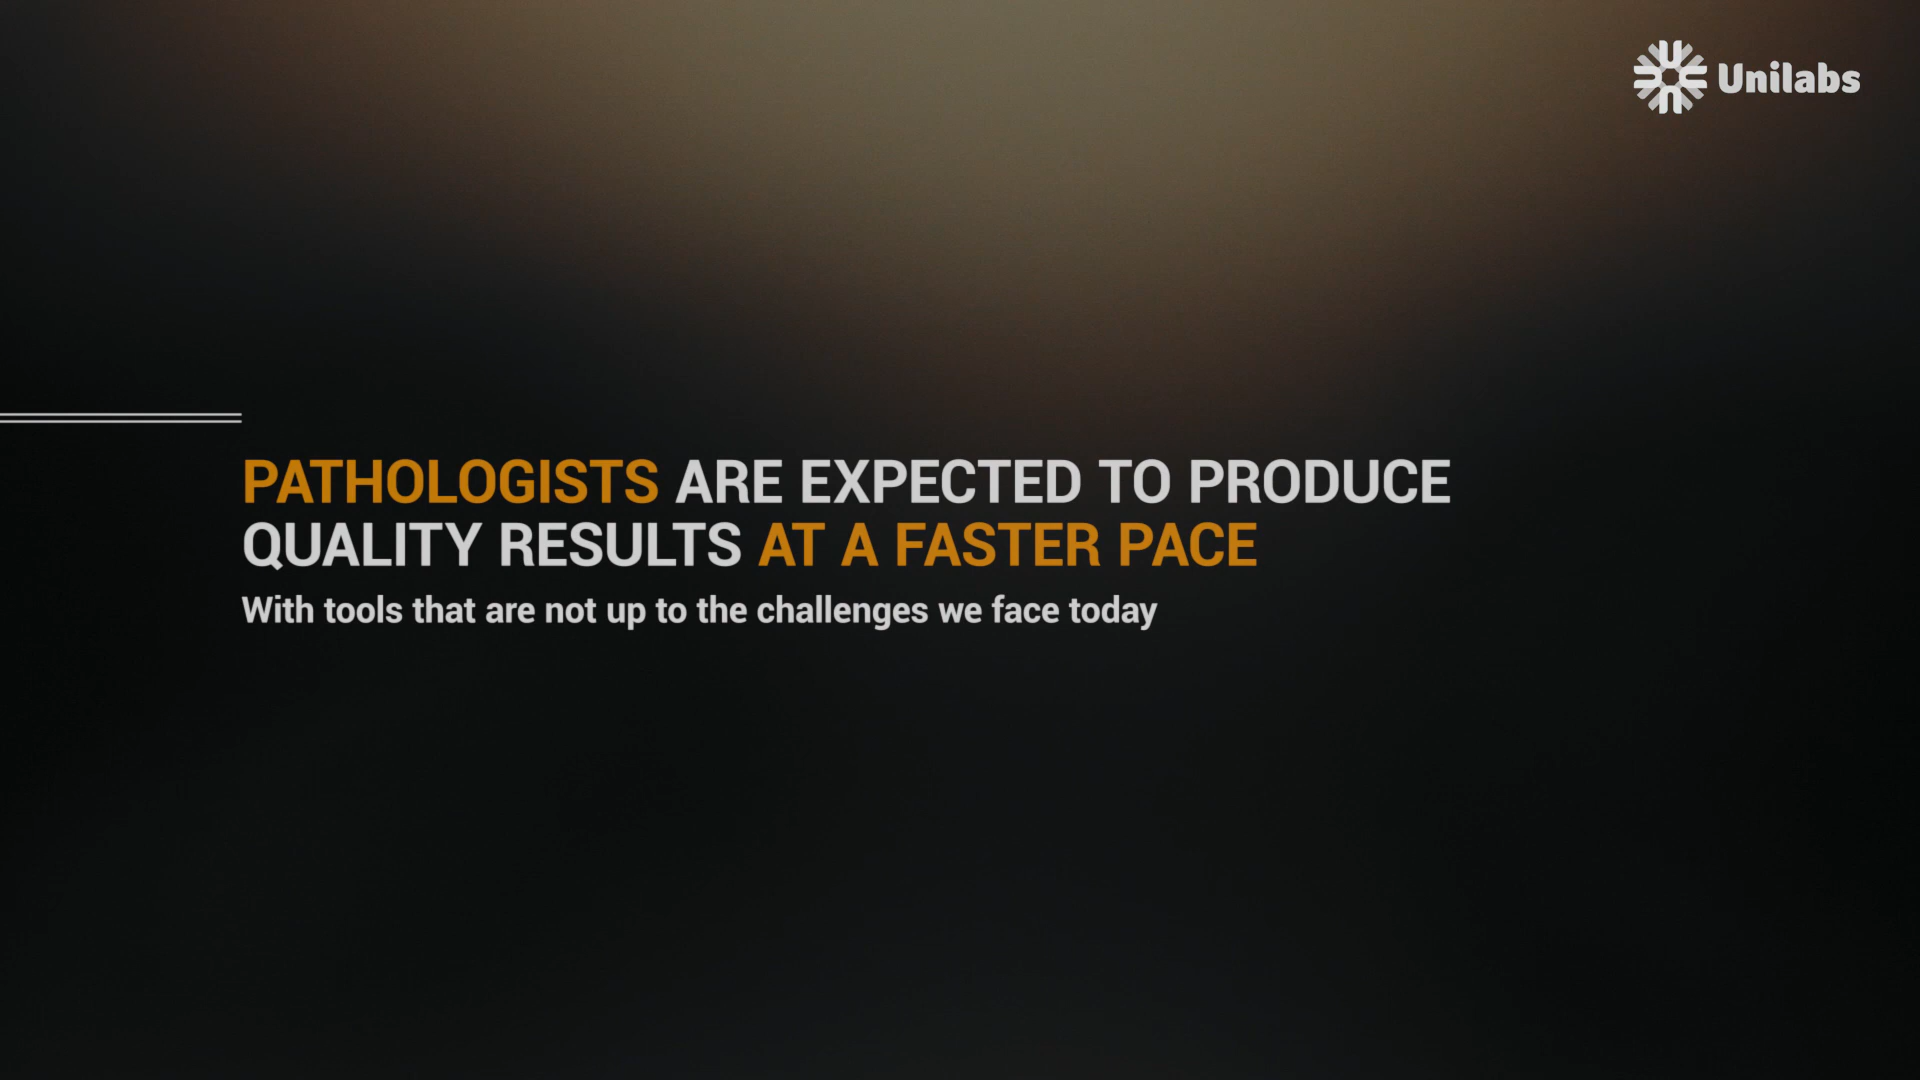 Unilabs
PATHOLOGISTS ARE EXPECTED TO PRODUCE
QUALITY RESULTS AT A FASTER PACE
With tools that are not up to the challenges we face today